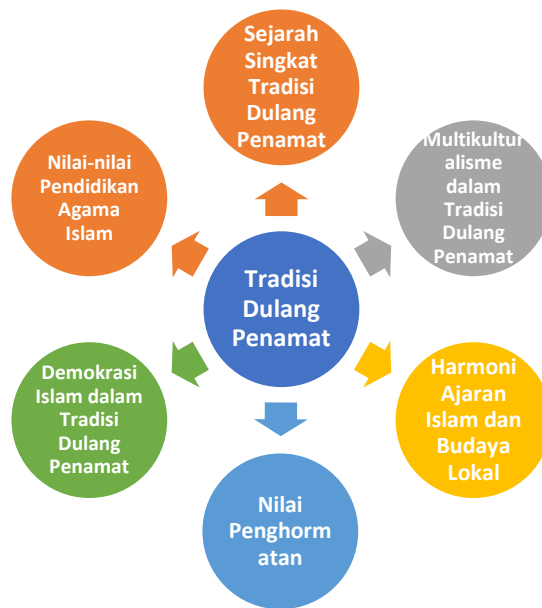 Sejarah
Singkat
Tradisi
Dulang
Penamat
Multikultur
alisme
dalam
Tradisi
Dulang
Penamat
Harmoni
Ajaran
Islam dan
Budaya
Lokal
Nilai
Penghorm
atan
Demokrasi
Islam dalam
Tradisi
Dulang
Penamat
Nilai-nilai
Pendidikan
Agama
Islam
Tradisi
Dulang
Penamat